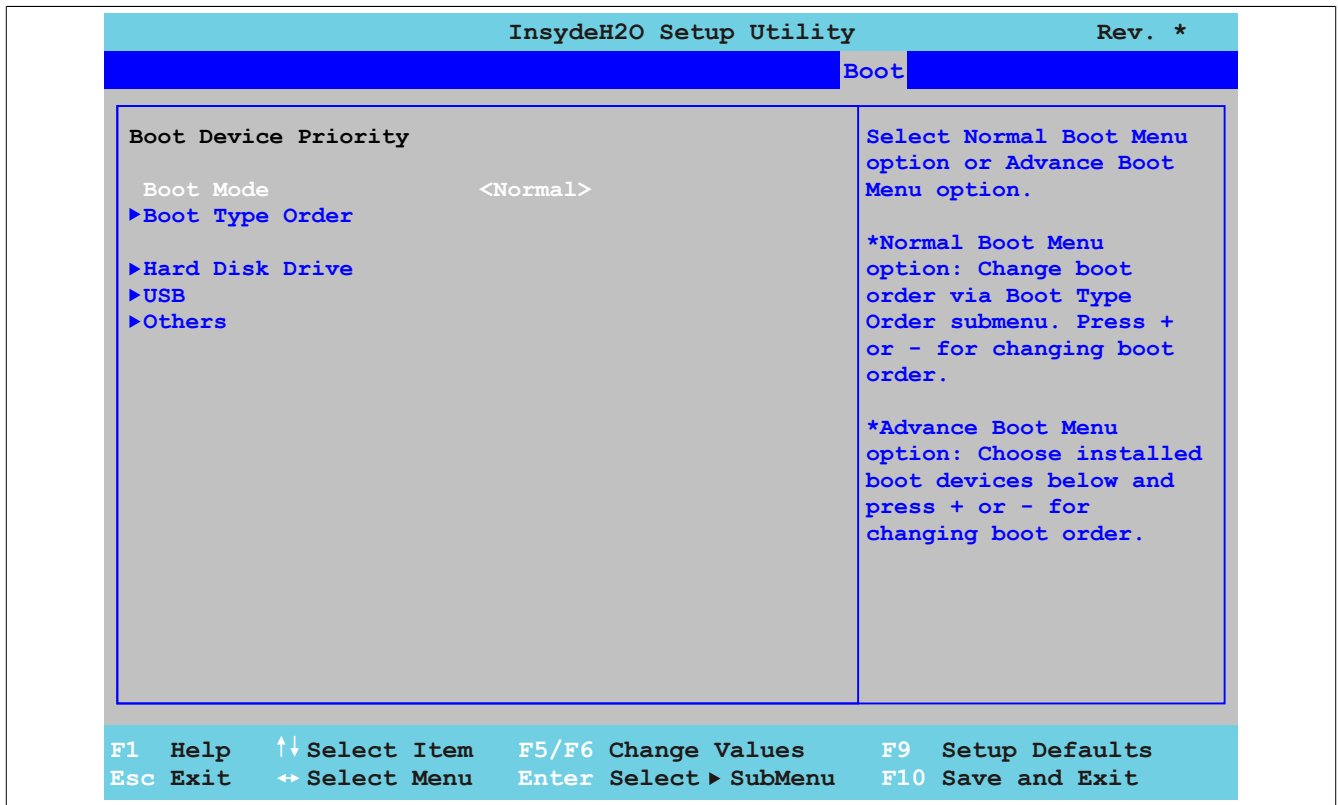 InsydeH2O Setup Utility Rev. *
Boot
Boot Device Priority
Boot Mode <Normal>
▶Boot Type Order
▶Hard Disk Drive
▶USB
▶Others
Select Normal Boot Menu
option or Advance Boot
Menu option.
*Normal Boot Menu
option: Change boot
order via Boot Type
Order submenu. Press +
or - for changing boot
order.
*Advance Boot Menu
option: Choose installed
boot devices below and
press + or - for
changing boot order.
F1 Help ↑↓ Select Item F5/F6 Change Values F9 Setup Defaults
Esc Exit ↔ Select Menu Enter Select ▶ SubMenu F10 Save and Exit